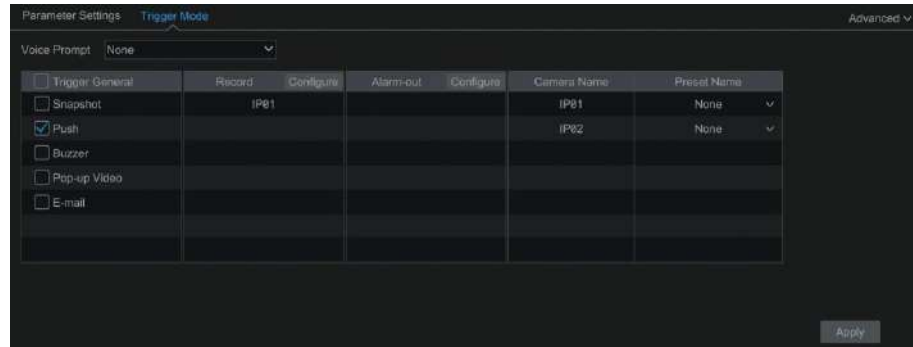 Parameter Settings Trigger Mode Advanced
Voice Prompt None
Trigger General Record Configure Alarm-out Configure Camera Name Preset Name
Snapshot IP01 IP01 None
Push IP02 None
Buzzer
Pop-up Video
E-mail
Apply